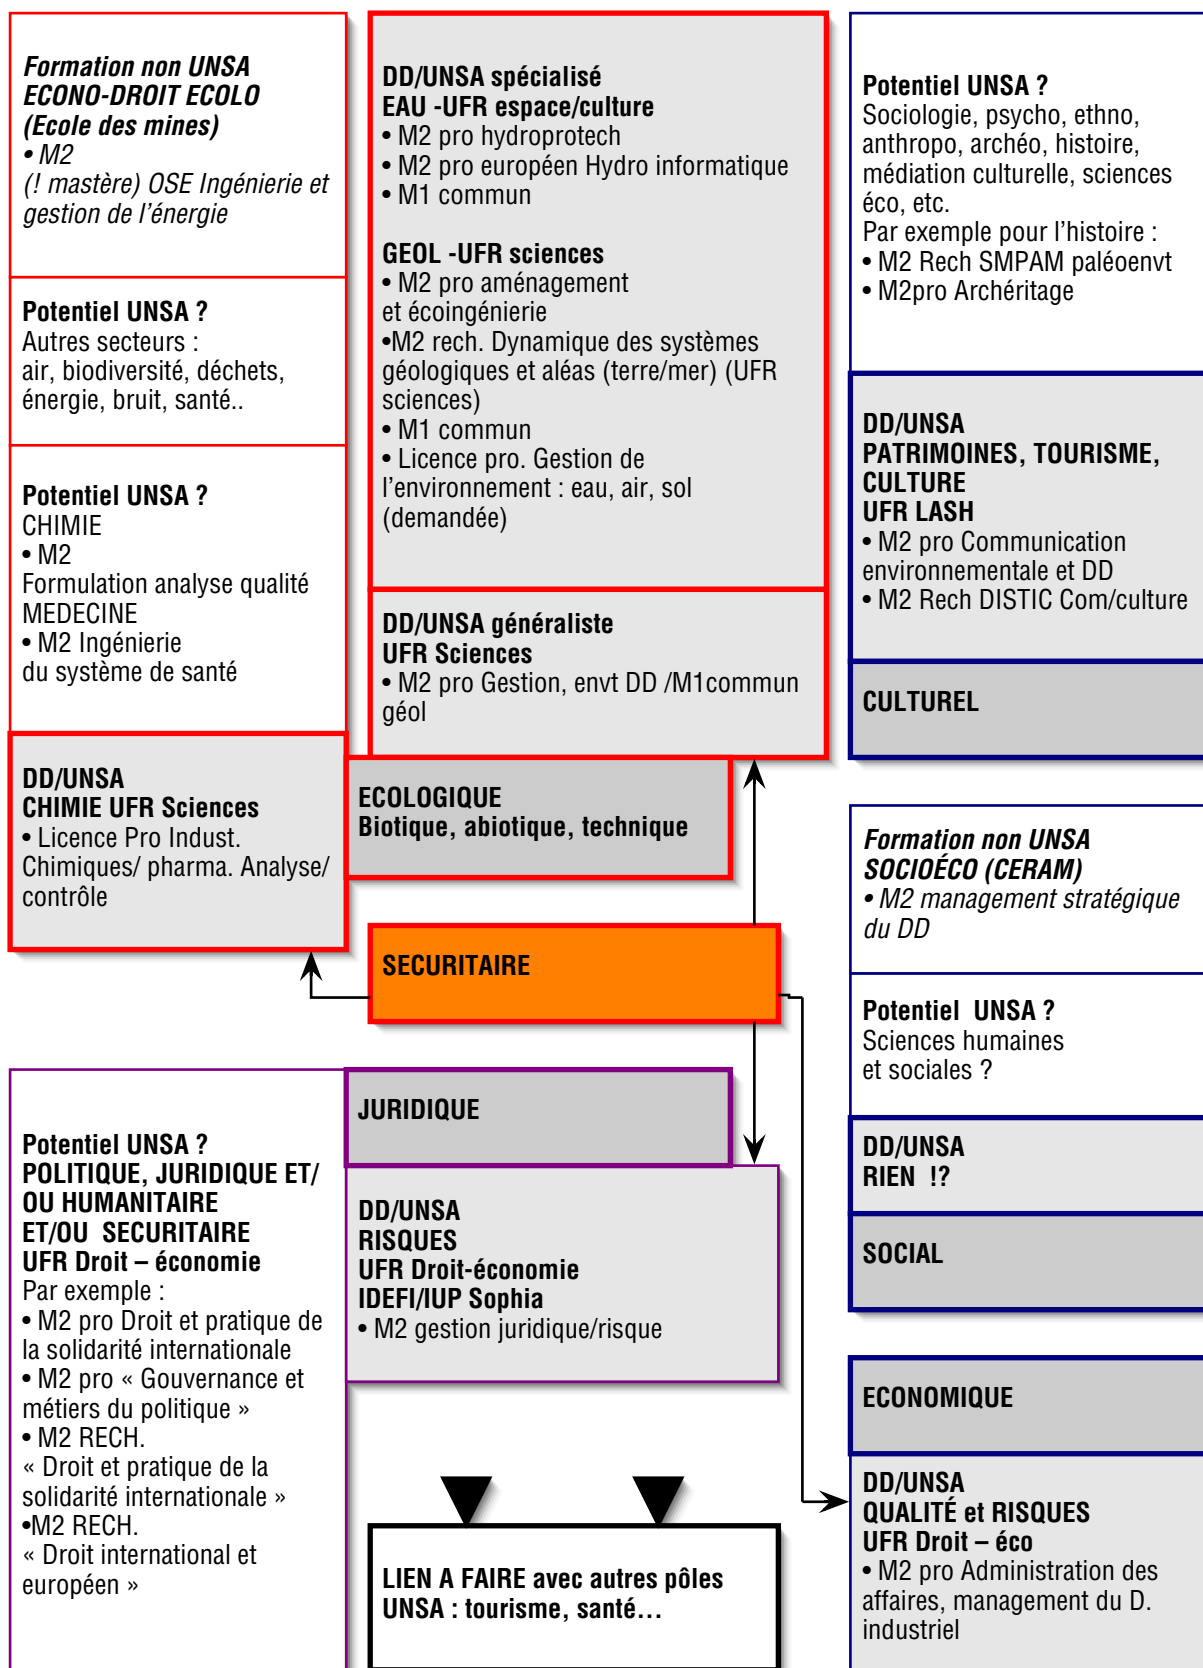 Formation non UNSA
ECONO-DROIT ECOLO
(Ecole des mines)
• M2
(! mastère) OSE Ingénierie et
gestion de l’énergie
Potentiel UNSA ?
Autres secteurs :
air, biodiversité, déchets,
énergie, bruit, santé..
Potentiel UNSA ?
CHIMIE
• M2
Formulation analyse qualité
MEDECINE
• M2 Ingénierie
du système de santé
DD/UNSA
CHIMIE UFR Sciences
• Licence Pro Indust.
Chimiques/ pharma. Analyse/
contrôle
DD/UNSA spécialisé
EAU -UFR espace/culture
• M2 pro hydroprotech
• M2 pro européen Hydro informatique
• M1 commun
GEOL -UFR sciences
• M2 pro aménagement
et écoingénierie
•M2 rech. Dynamique des systèmes
géologiques et aléas (terre/mer) (UFR
sciences)
• M1 commun
• Licence pro. Gestion de
l’environnement : eau, air, sol
(demandée)
DD/UNSA généraliste
UFR Sciences
• M2 pro Gestion, envt DD /M1commun
géol
ECOLOGIQUE
Biotique, abiotique, technique
SECURITAIRE
JURIDIQUE
DD/UNSA
RISQUES
UFR Droit-économie
IDEFI/IUP Sophia
• M2 gestion juridique/risque
Potentiel UNSA ?
POLITIQUE, JURIDIQUE ET/
OU HUMANITAIRE
ET/OU  SECURITAIRE
UFR Droit – économie
Par exemple :
• M2 pro Droit et pratique de
la solidarité internationale
• M2 pro « Gouvernance et
métiers du politique »
• M2 RECH.
« Droit et pratique de la
solidarité internationale »
•M2 RECH.
« Droit international et
européen »
LIEN A FAIRE avec autres pôles
UNSA : tourisme, santé…
Potentiel UNSA ?
Sociologie, psycho, ethno,
anthropo, archéo, histoire,
médiation culturelle, sciences
éco, etc.
Par exemple pour l’histoire :
• M2 Rech SMPAM paléoenvt
• M2pro Archéritage
DD/UNSA
PATRIMOINES, TOURISME,
CULTURE
UFR LASH
• M2 pro Communication
environnementale et DD
• M2 Rech DISTIC Com/culture
CULTUREL
Formation non UNSA
SOCIOÉCO (CERAM)
• M2 management stratégique
du DD
Potentiel  UNSA ?
Sciences humaines
et sociales ?
DD/UNSA
RIEN  !?
SOCIAL
ECONOMIQUE
DD/UNSA
QUALITÉ et RISQUES
UFR Droit – éco
• M2 pro Administration des
affaires, management du D.
industriel